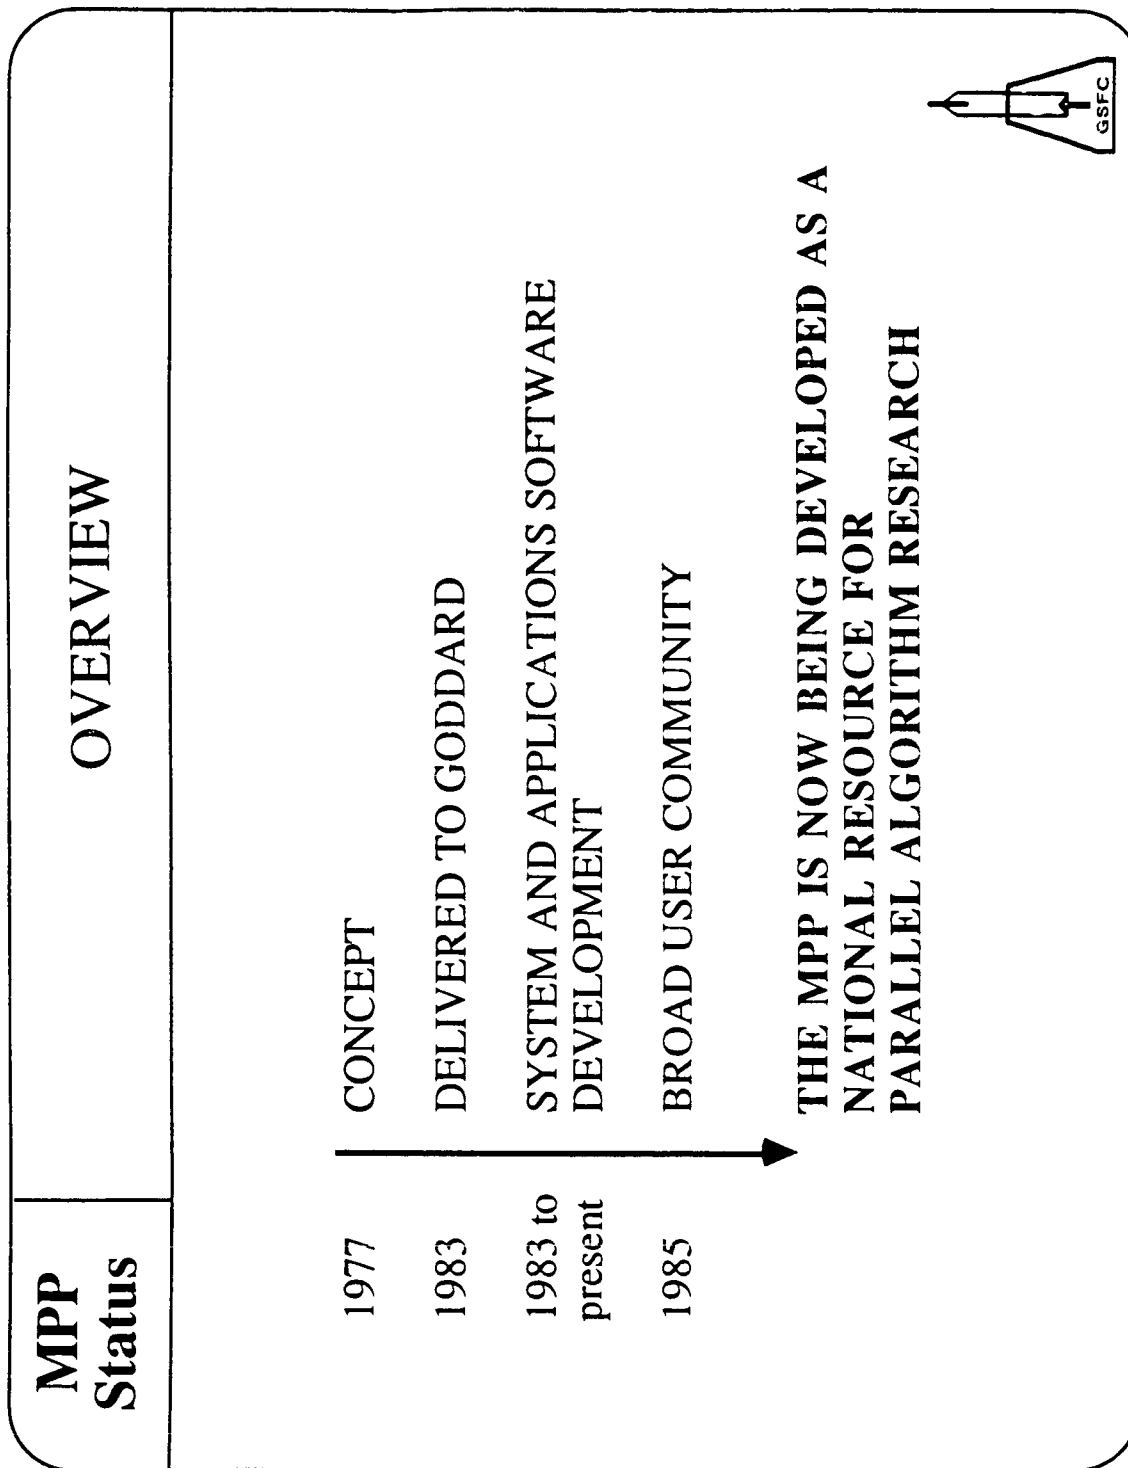 MPP
Status
OVERVIEW
1977 CONCEPT
1983 DELIVERED TO GODDARD
1983 to SYSTEM AND APPLICATIONS SOFTWARE
present DEVELOPMENT
1985 BROAD USER COMMUNITY
THE MPP IS NOW BEING DEVELOPED AS A
NATIONAL RESOURCE FOR
PARALLEL ALGORITHM RESEARCH
GSFC